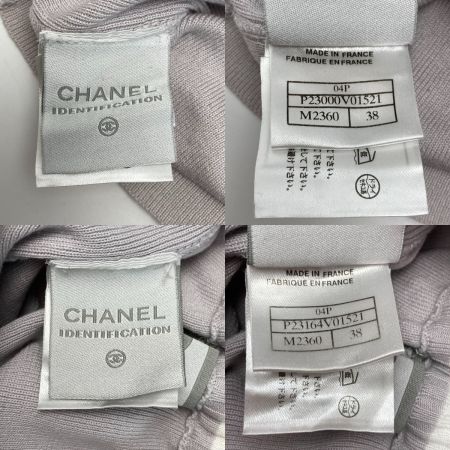 CHANEL
IDENTIFICATION
MADE IN FRANCE
FABRIQUE EN FRANCE
04P
P23000V01521
M2360 38
CHANEL
IDENTIFICATION
MADE IN FRANCE
FABRIQUE EN FRANCE
04P
P23164V01521
M2360 38